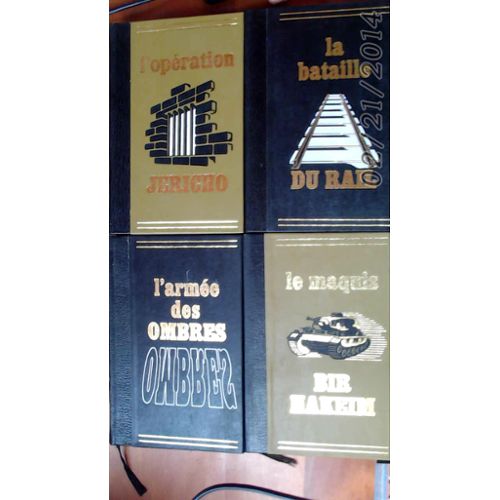 l'opération
JERICHO
la
bataille
DU RAIL
02/21/2014
l'armée
des
OMBRES
OMBRES
le maquis
BIR
HAKEIM